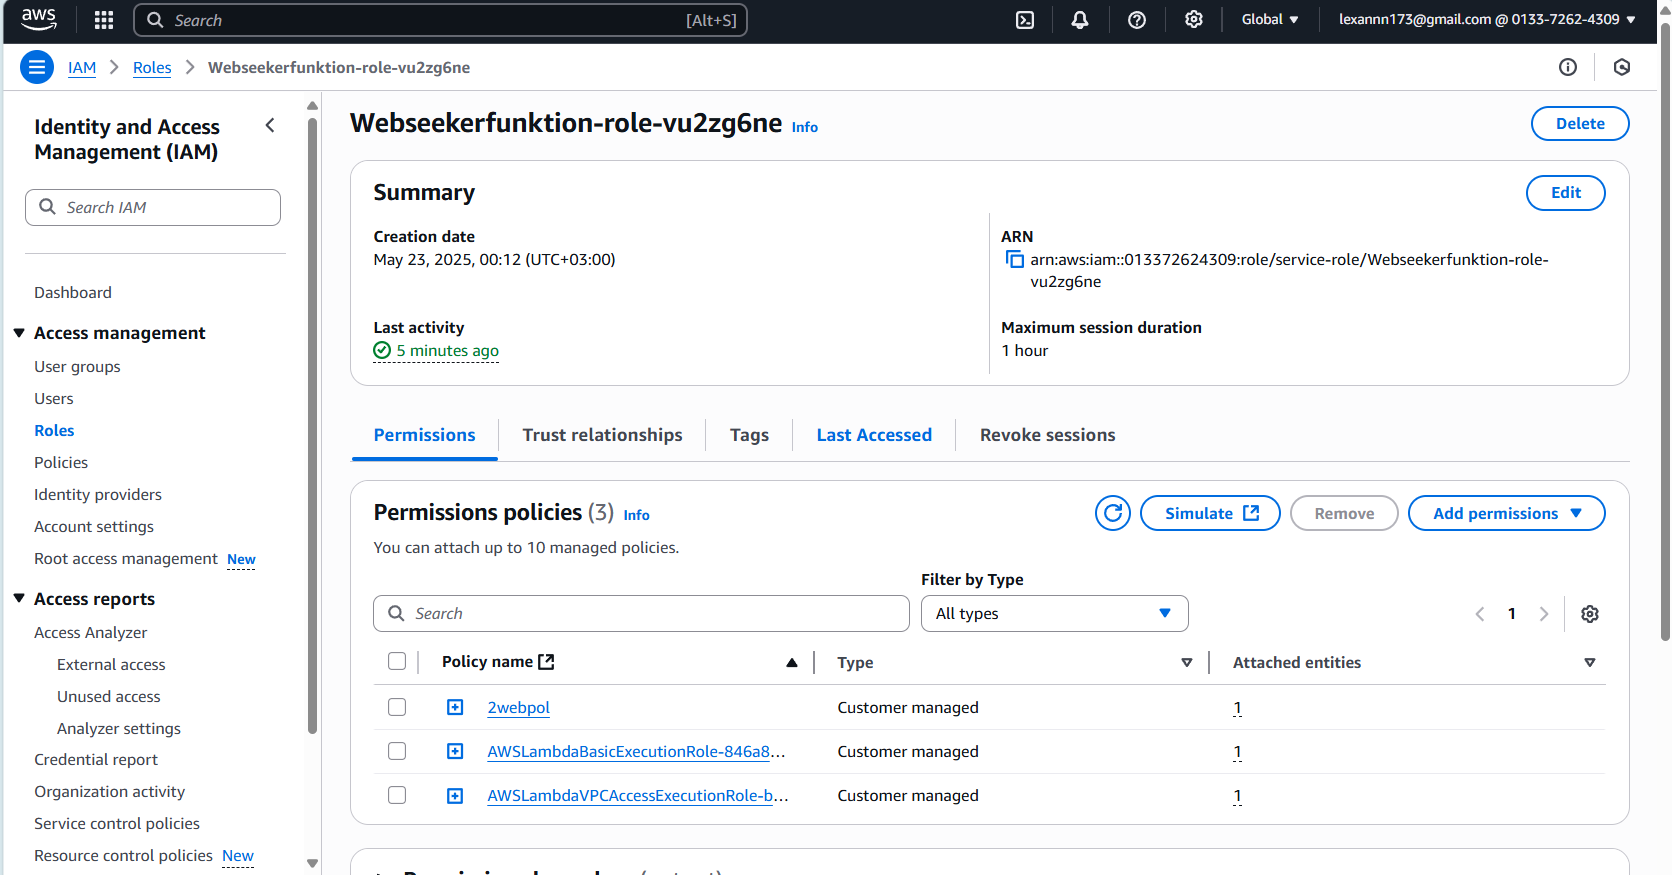 aws
Search
[Alt+S]
Global
lexannn173@gmail.com @ 0133-7262-4309
IAM
Roles
Webseekerfunktion-role-vu2zg6ne
Identity and Access
Management (IAM)
Search IAM
Dashboard
Access management
User groups
Users
Roles
Policies
Identity providers
Account settings
Root access management New
Access reports
Access Analyzer
External access
Unused access
Analyzer settings
Credential report
Organization activity
Service control policies
Resource control policies New
Webseekerfunktion-role-vu2zg6ne Info
Delete
Summary
Edit
Creation date
May 23, 2025, 00:12 (UTC+03:00)
ARN
arn:aws:iam::013372624309:role/service-role/Webseekerfunktion-role-
vu2zg6ne
Last activity
5 minutes ago
Maximum session duration
1 hour
Permissions
Trust relationships
Tags
Last Accessed
Revoke sessions
Permissions policies (3) Info
Simulate
Remove
Add permissions
You can attach up to 10 managed policies.
Filter by Type
Search
All types
1
Policy name
Type
Attached entities
2webpol
Customer managed
1
AWSLambdaBasicExecutionRole-846a8...
Customer managed
1
AWSLambdaVPCAccessExecutionRole-b...
Customer managed
1